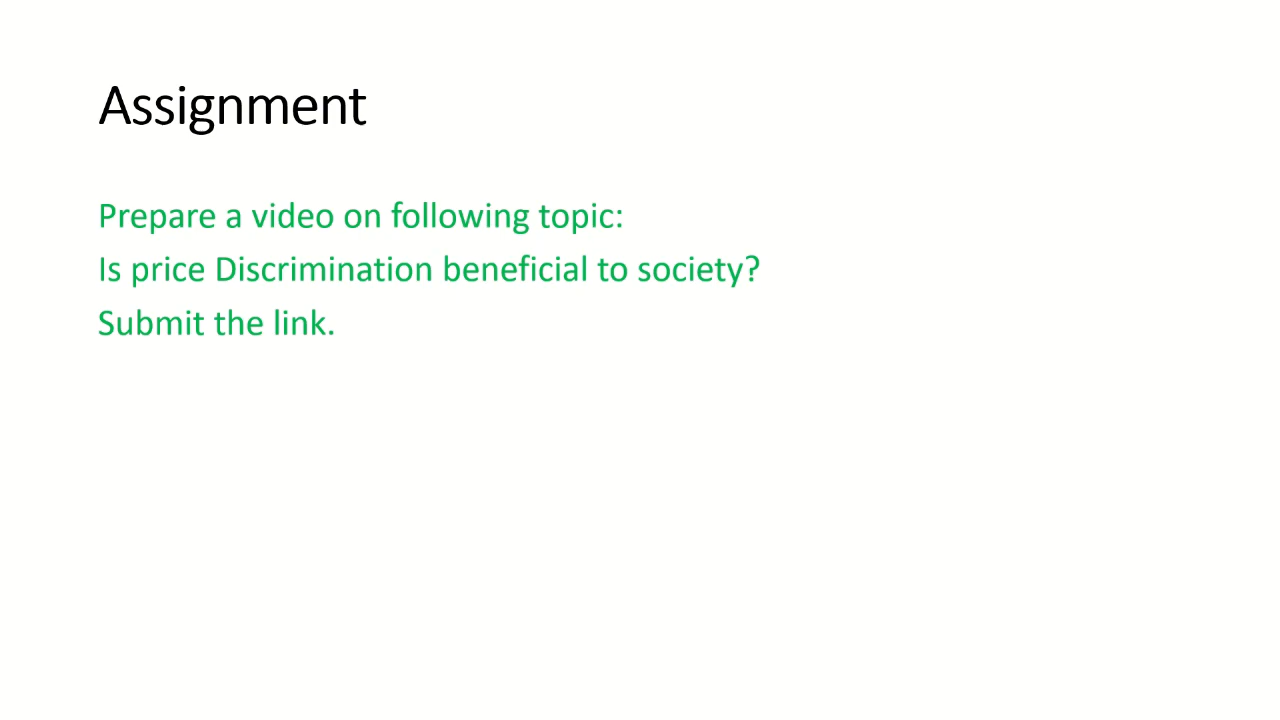 Assignment
Prepare a video on following topic:
Is price Discrimination beneficial to society?
Submit the link.